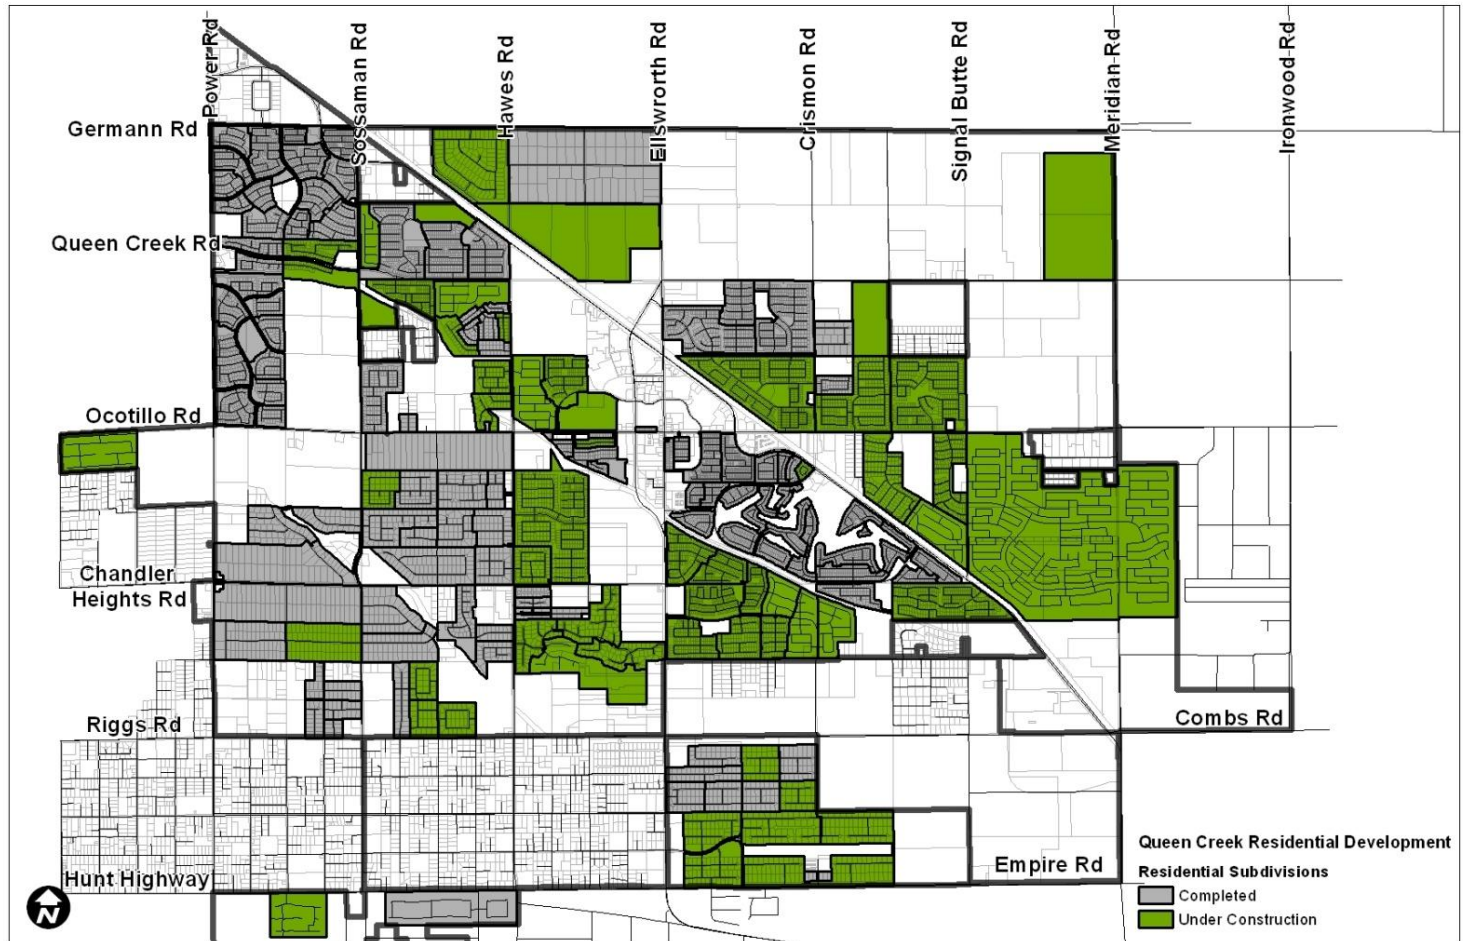 Power Rd
Sossaman Rd
Hawes Rd
Ellsworth Rd
Crismon Rd
Signal Butte Rd
Meridian Rd
Ironwood Rd
Germann Rd
Queen Creek Rd
Ocotillo Rd
Chandler
Heights Rd
Riggs Rd
Combs Rd
Empire Rd
Hunt Highway
N
Queen Creek Residential Development
Residential Subdivisions
Completed
Under Construction